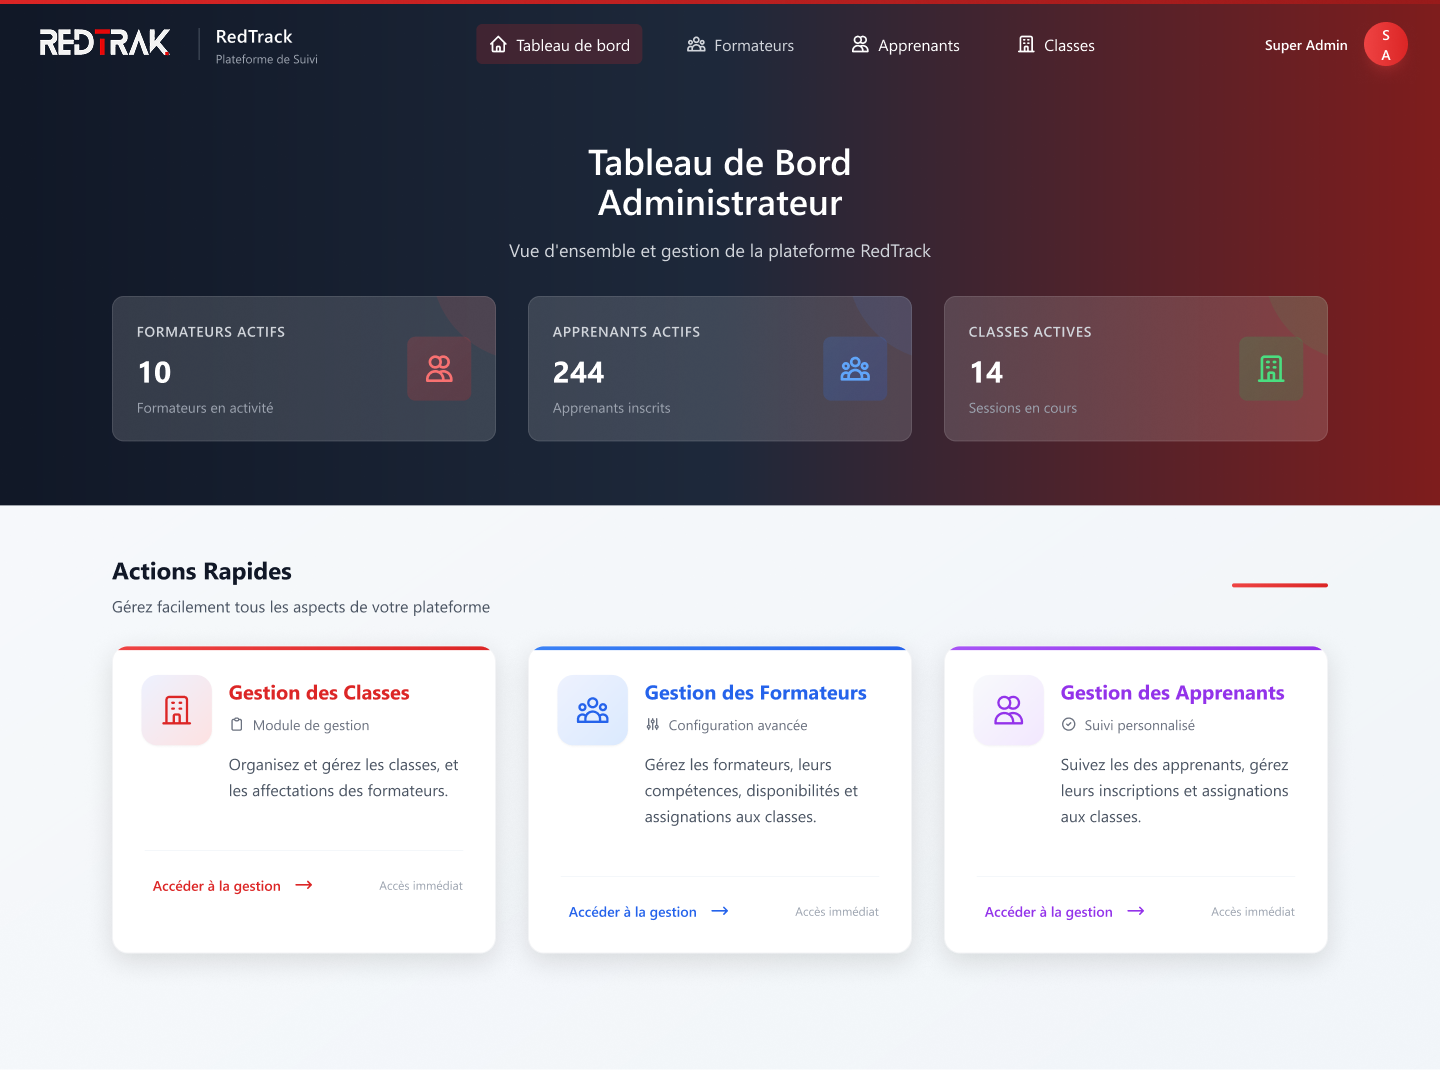 REDTRAK
RedTrack
Plateforme de Suivi
Tableau de bord
Formateurs
Apprenants
Classes
Super Admin
S
A
Tableau de Bord
Administrateur
Vue d'ensemble et gestion de la plateforme RedTrack
FORMATEURS ACTIFS
10
Formateurs en activité
APPRENANTS ACTIFS
244
Apprenants inscrits
CLASSES ACTIVES
14
Sessions en cours
Actions Rapides
Gérez facilement tous les aspects de votre plateforme
Gestion des Classes
Module de gestion
Organisez et gérez les classes, et
les affectations des formateurs.
Accéder à la gestion
Accès immédiat
Gestion des Formateurs
Configuration avancée
Gérez les formateurs, leurs
compétences, disponibilités et
assignations aux classes.
Accéder à la gestion
Accès immédiat
Gestion des Apprenants
Suivi personnalisé
Suivez les des apprenants, gérez
leurs inscriptions et assignations
aux classes.
Accéder à la gestion
Accès immédiat